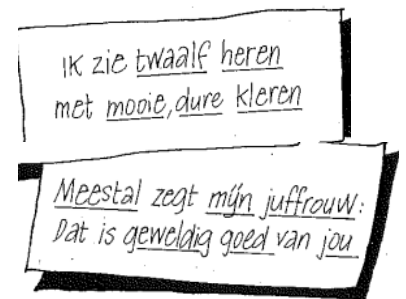 Ik zie twaalf heren
met mooie, dure kleren
Meestal zegt mijn juffrouw:
Dat is geweldig goed van jou